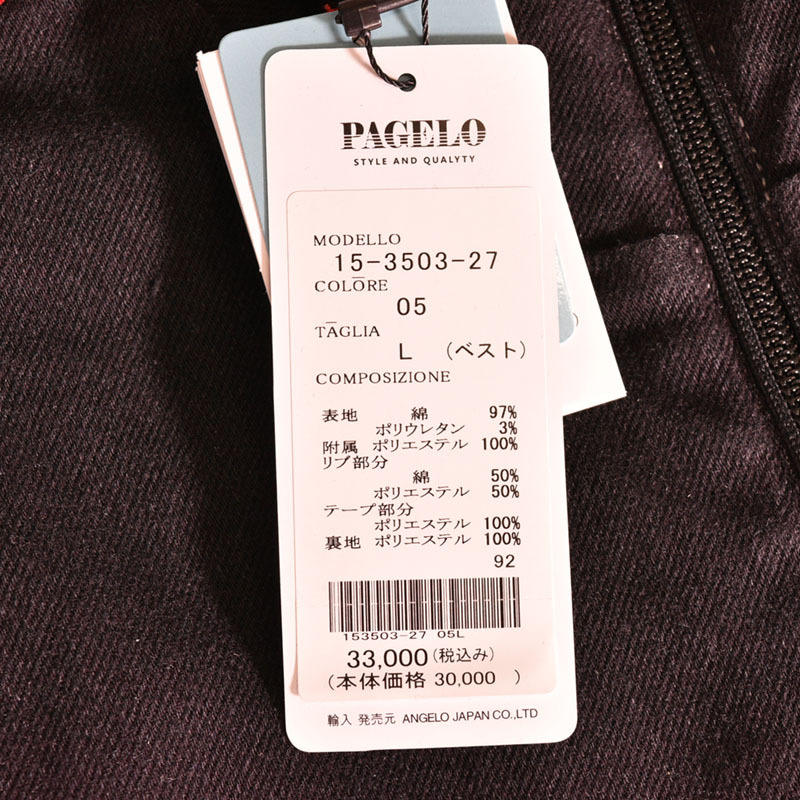 PAGELO
STYLE AND QUALYTY
MODELLO
15-3503-27
COLORE
05
TAGLIA
L （ベスト）
COMPOSIZIONE
表地 綿 97%
ポリウレタン 3%
附属 ポリエステル 100%
リブ部分
綿 50%
ポリエステル 50%
テープ部分
ポリエステル 100%
裏地 ポリエステル 100%
92
153503-27 05L
33,000(税込み)
(本体価格 30,000 )
輸入 発売元 ANGELO JAPAN CO.,LTD